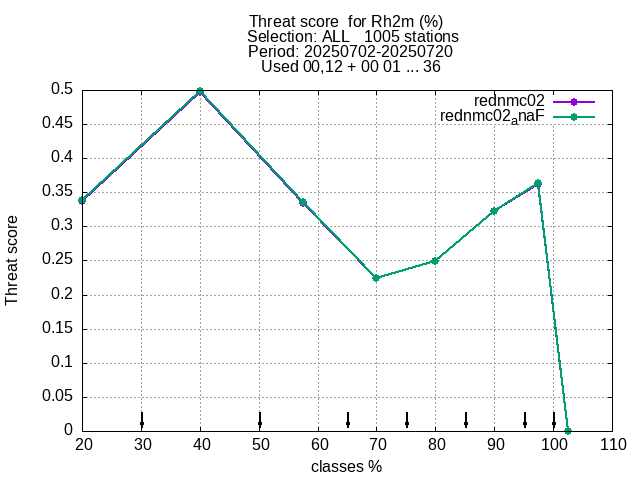 Threat score  for Rh2m (%)
Selection: ALL   1005 stations
Period: 20250702-20250720
Used 00,12 + 00 01 ... 36
rednmc02
rednmc02anaF
0.5
0.45
0.4
0.35
0.3
0.25
0.2
0.15
0.1
0.05
0
Threat score
20 30 40 50 60 70 80 90 100 110
classes %